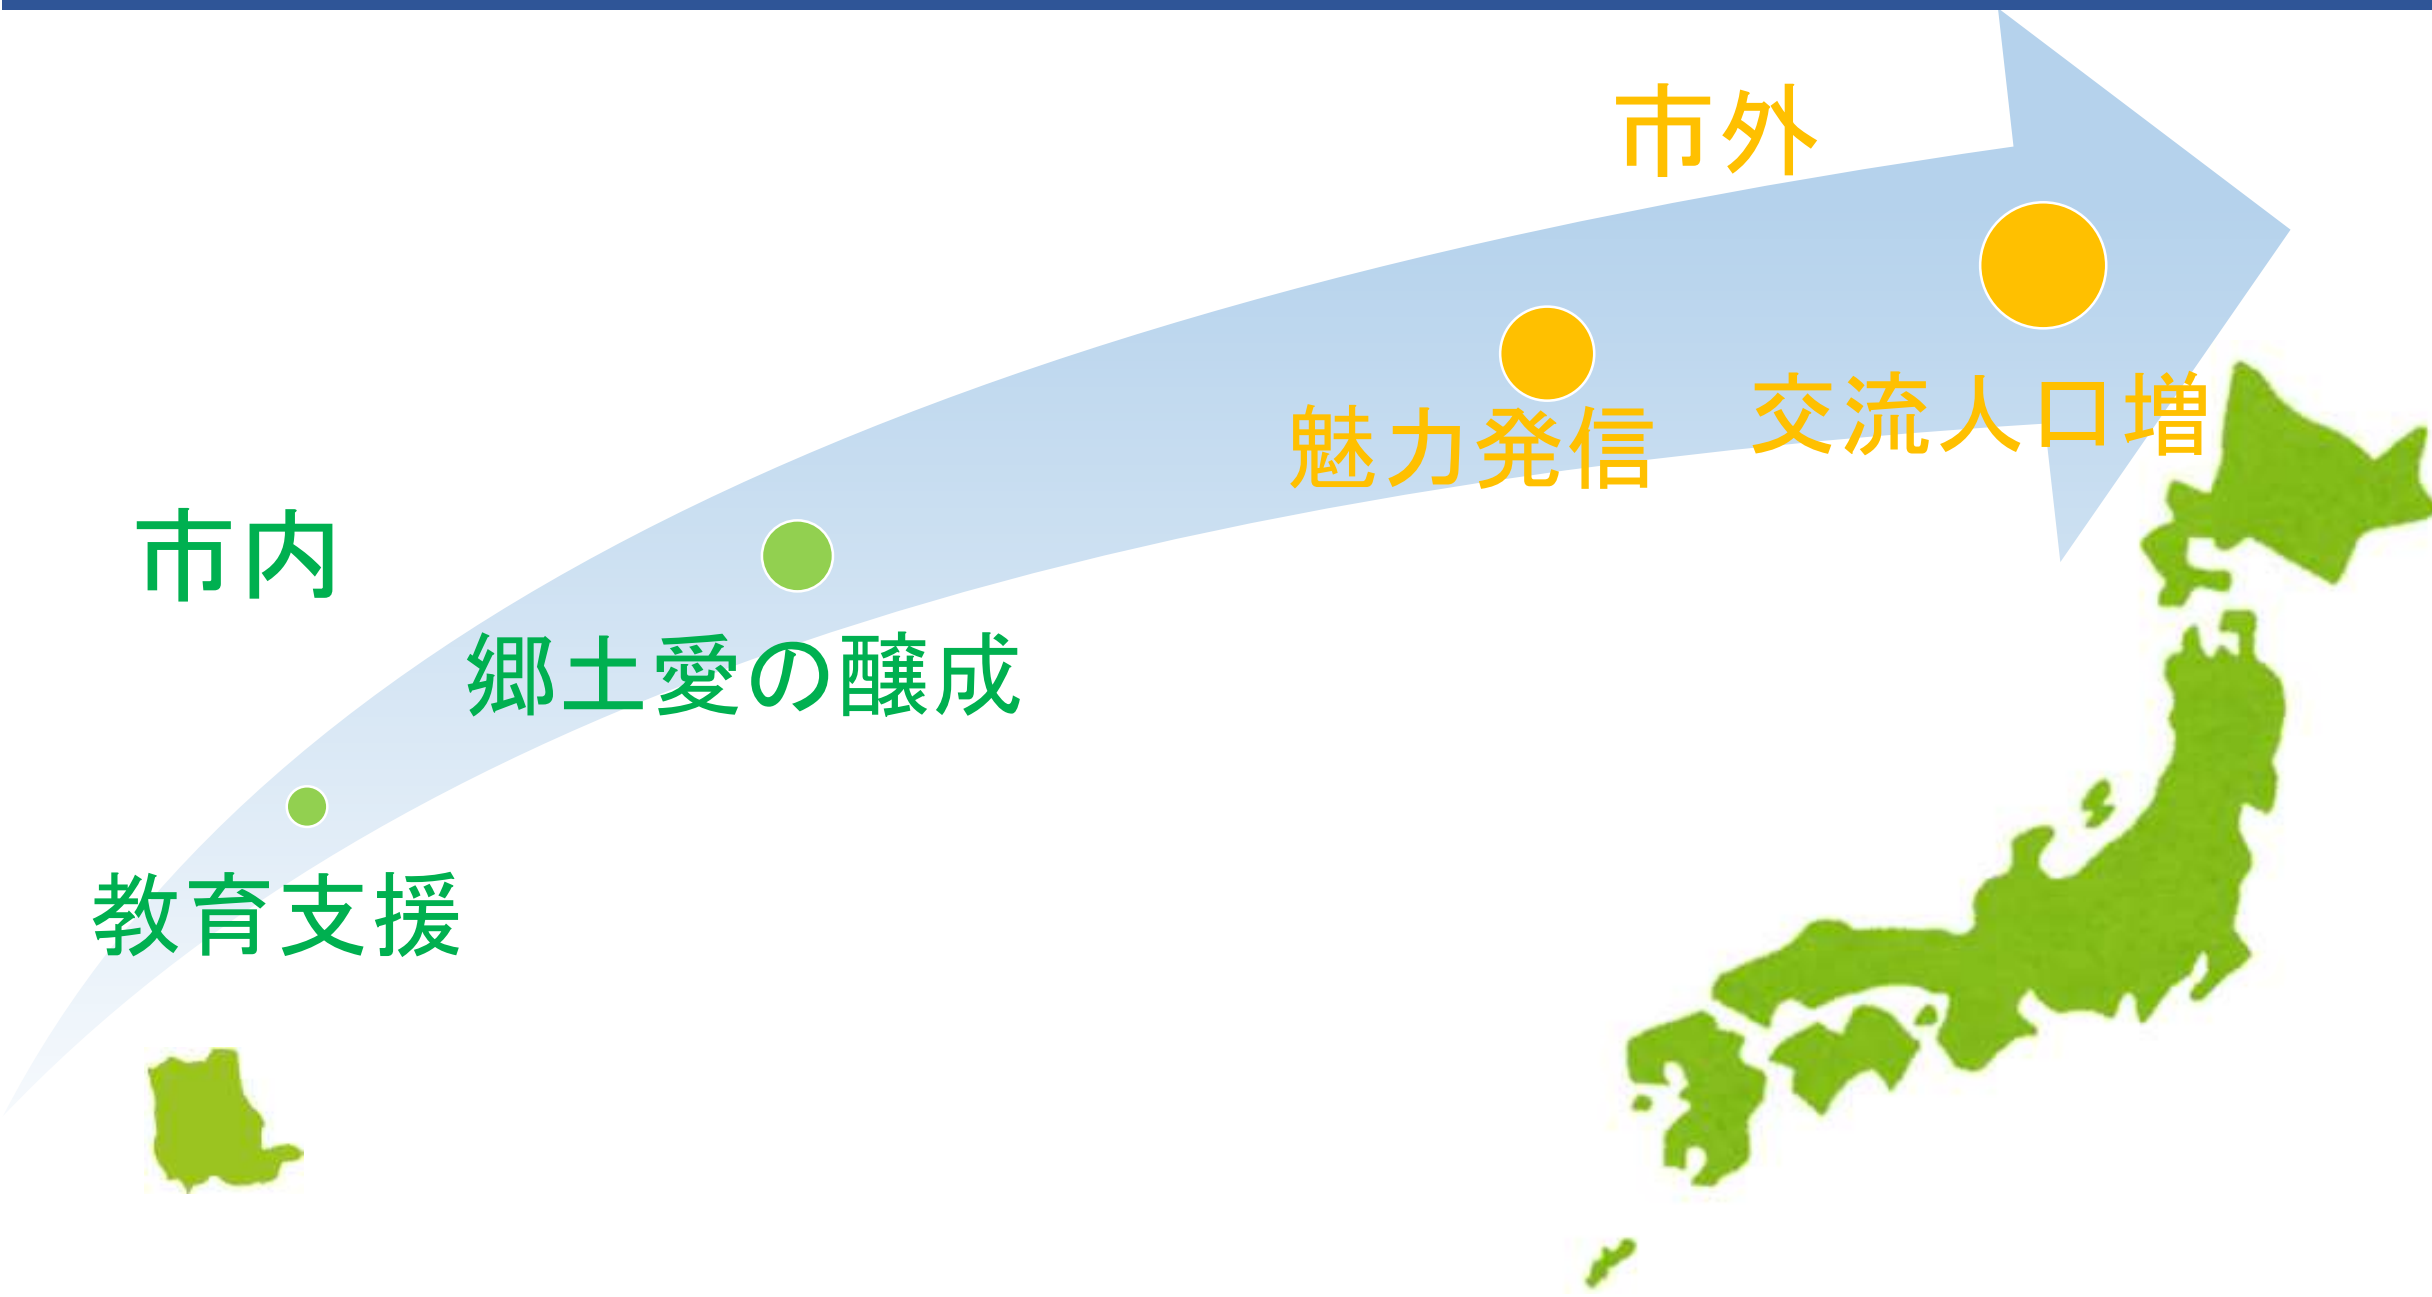 市外
魅力発信
交流人口増
市内
郷土愛の醸成
教育支援